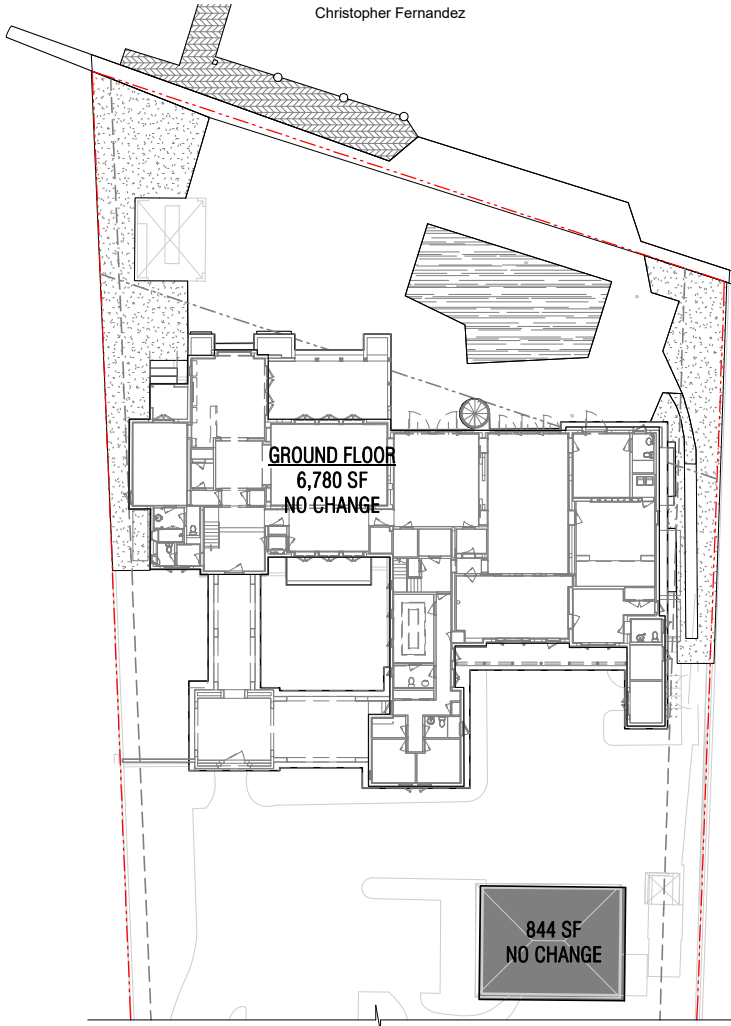 Christopher Fernandez
GROUND FLOOR
6,780 SF
NO CHANGE
844 SF
NO CHANGE